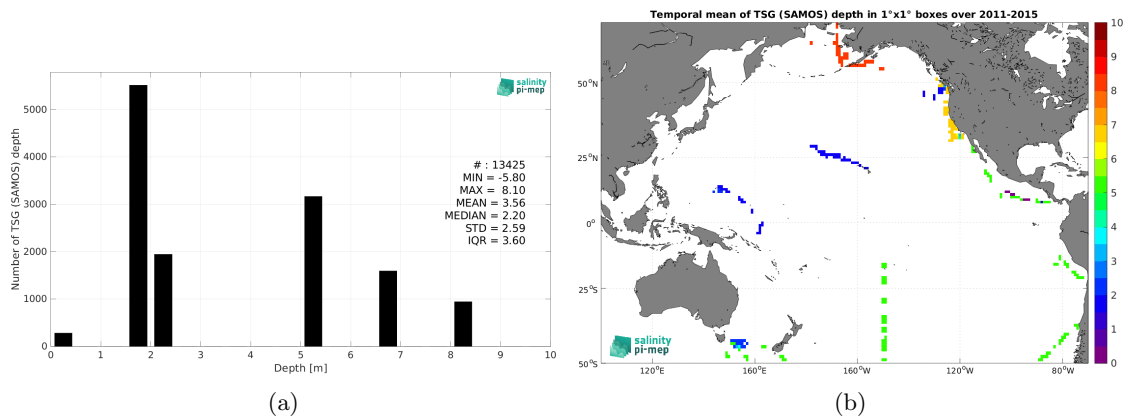 salinity
pi-mep
Number of TSG (SAMOS) depth
5000
4000
3000
2000
1000
0
# : 13425
MIN = -5.80
MAX = 8.10
MEAN = 3.56
MEDIAN = 2.20
STD = 2.59
IQR = 3.60
0 1 2 3 4 5 6 7 8 9 10
Depth [m]
(a)
Temporal mean of TSG (SAMOS) depth in 1°x1° boxes over 2011-2015
50°N
25°N
0°
25°S
50°S
120°E 160°E 160°W 120°W 80°W
salinity
pi-mep
10
9
8
7
6
5
4
3
2
1
0
(b)